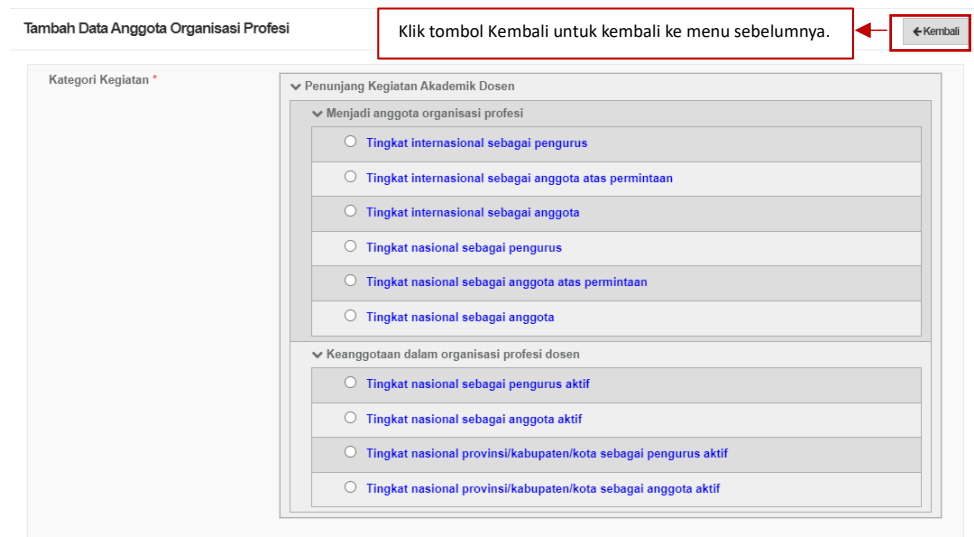 Tambah Data Anggota Organisasi Profesi
Klik tombol Kembali untuk kembali ke menu sebelumnya.
Kembali
Kategori Kegiatan *
Penunjang Kegiatan Akademik Dosen
Menjadi anggota organisasi profesi
Tingkat internasional sebagai pengurus
Tingkat internasional sebagai anggota atas permintaan
Tingkat internasional sebagai anggota
Tingkat nasional sebagai pengurus
Tingkat nasional sebagai anggota atas permintaan
Tingkat nasional sebagai anggota
Keanggotaan dalam organisasi profesi dosen
Tingkat nasional sebagai pengurus aktif
Tingkat nasional sebagai anggota aktif
Tingkat nasional provinsi/kabupaten/kota sebagai pengurus aktif
Tingkat nasional provinsi/kabupaten/kota sebagai anggota aktif